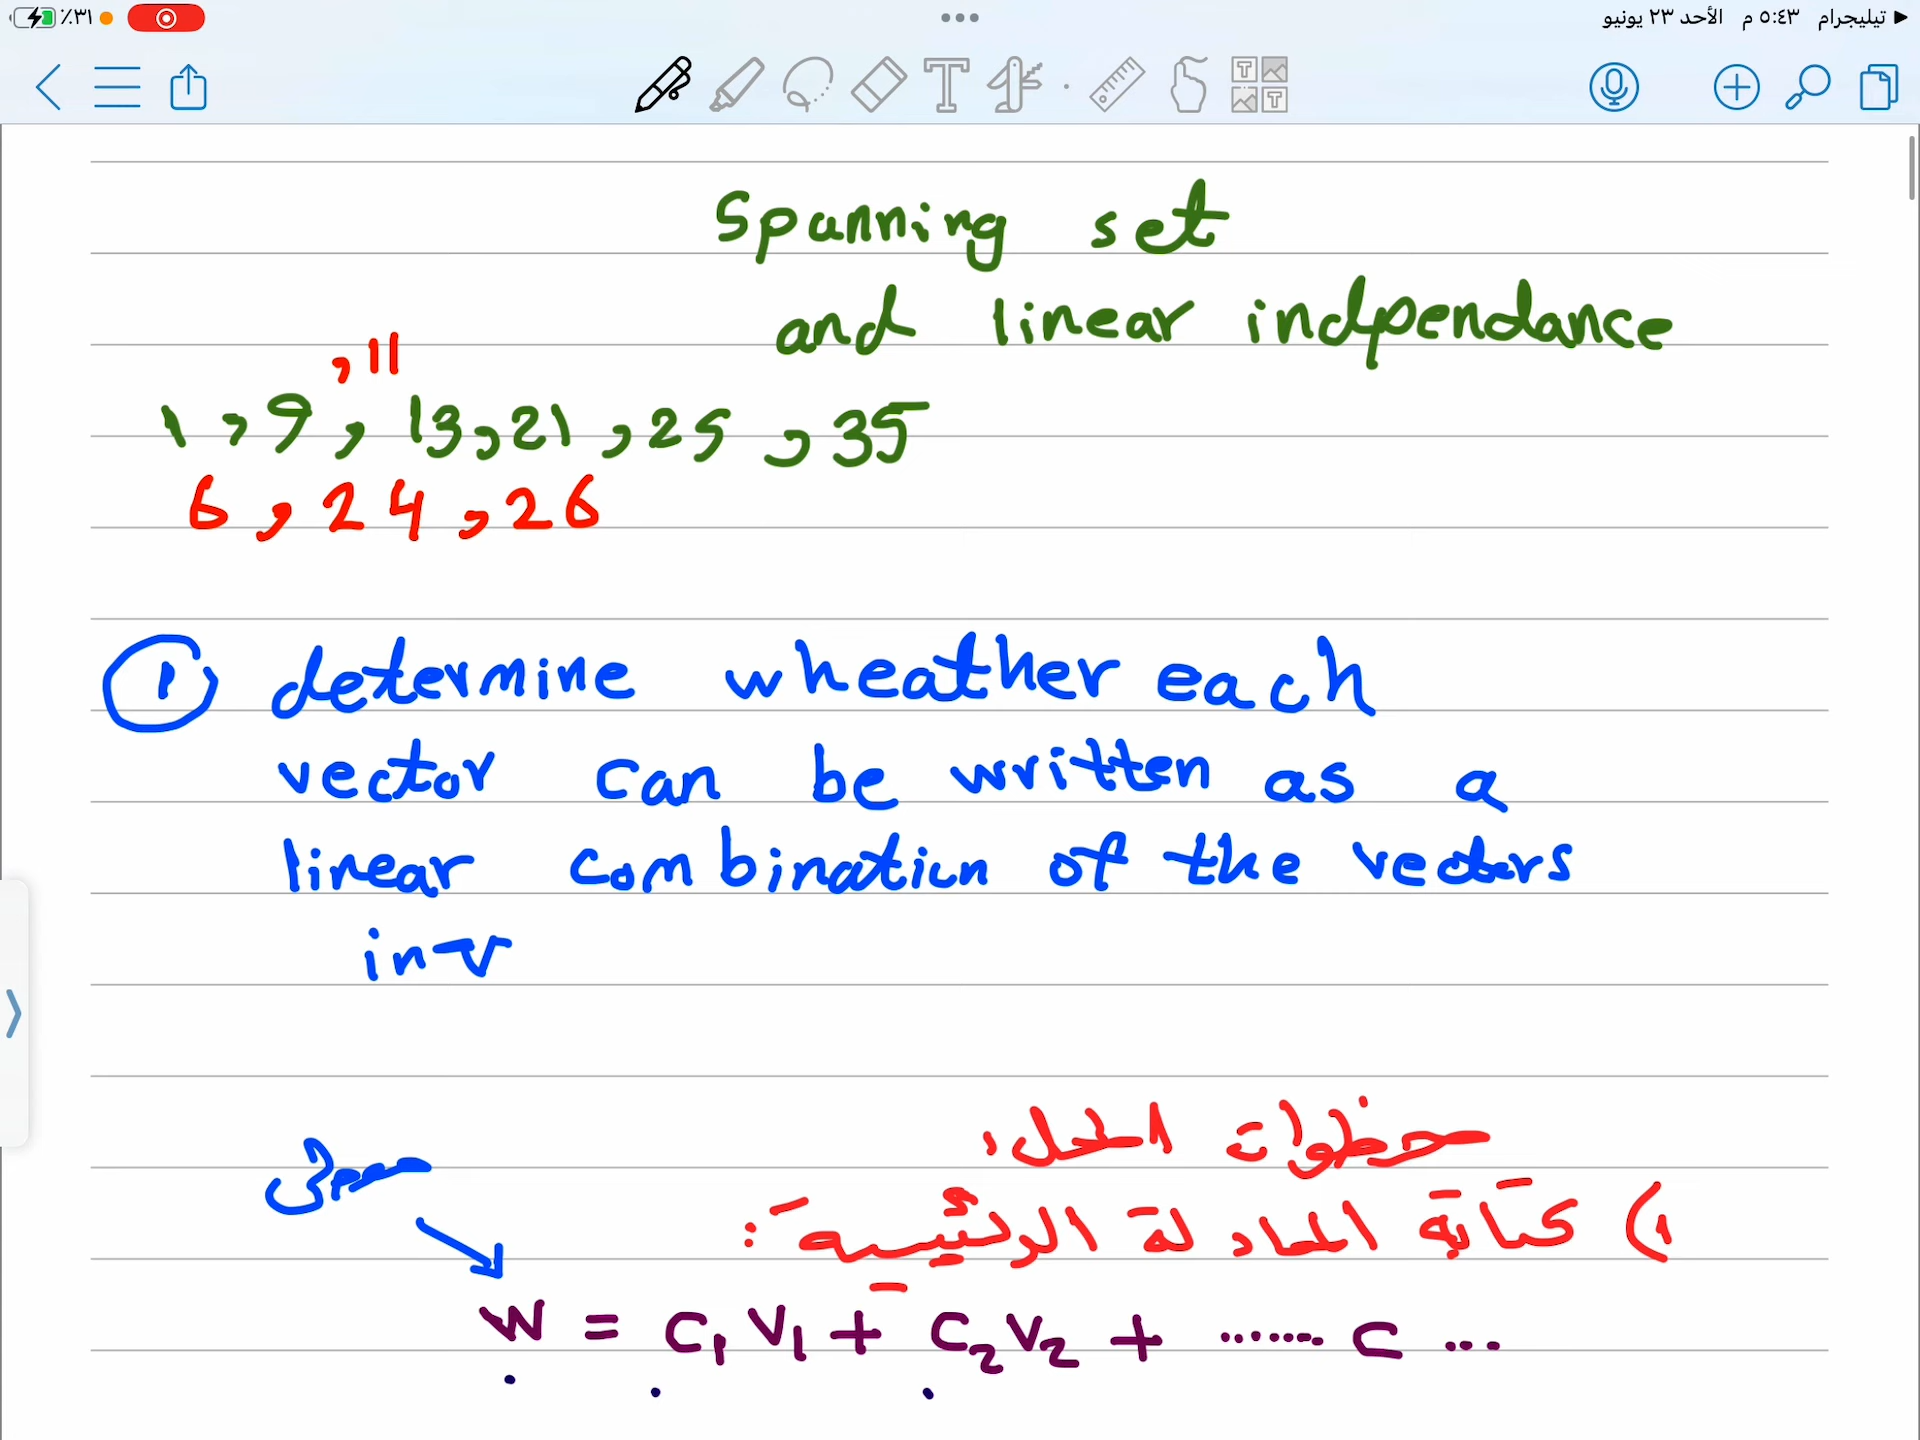 ٪٣١
◀ تيليجرام ٥:٤٣ م الأحد ٢٣ يونيو
Spanning set
and linear indpendance
, 11
1 , 9 , 13 , 21 , 25 , 35
6 , 24 , 26
① determine wheather each
vector can be written as a
linear combination of the vectors
in v
خطوات الحل:
١) كتابة المعادلة الرئيسية:
W = C₁ V₁ + C₂ V₂ + ....... C ...